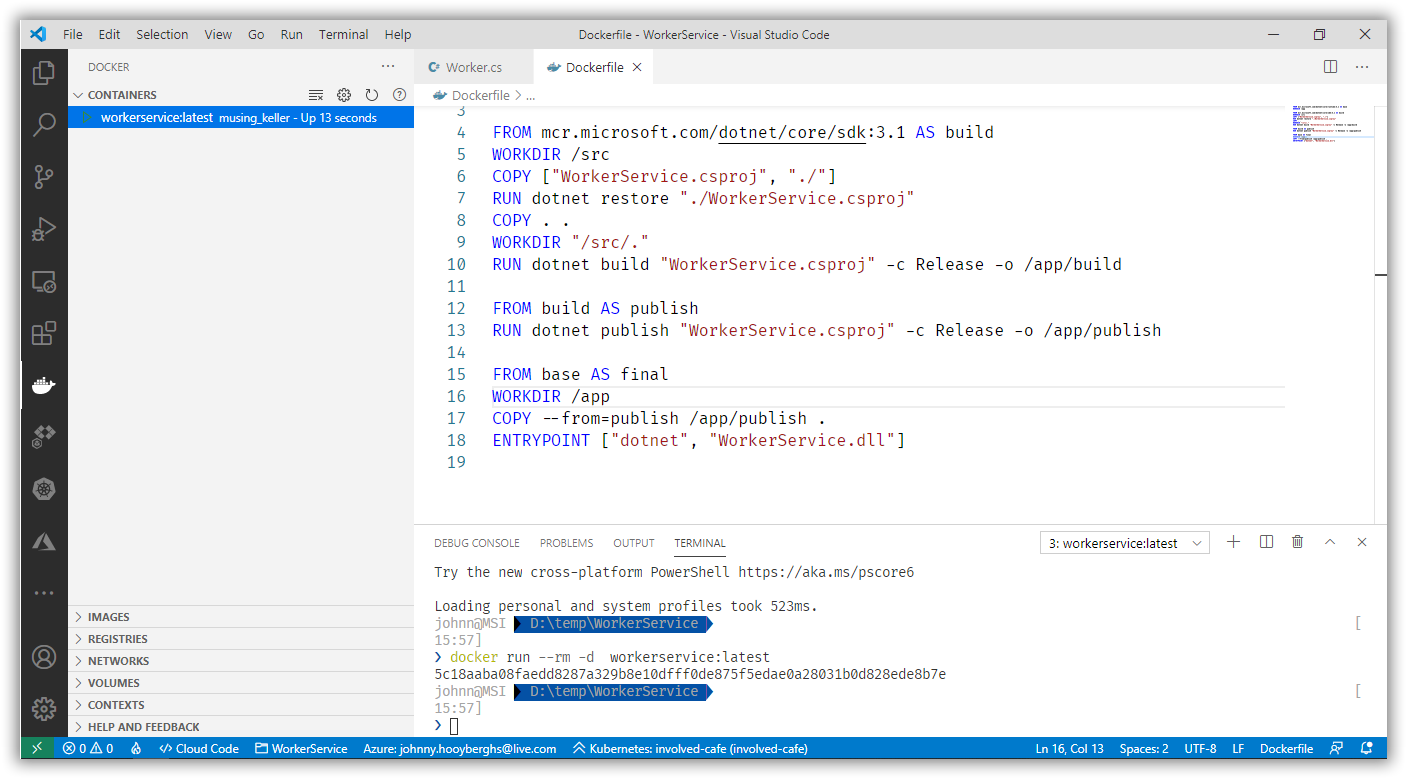 File Edit Selection View Go Run Terminal Help Dockerfile - WorkerService - Visual Studio Code
DOCKER
CONTAINERS
workerservice:latest musing_keller - Up 13 seconds
IMAGES
REGISTRIES
NETWORKS
VOLUMES
CONTEXTS
HELP AND FEEDBACK
Worker.cs Dockerfile
Dockerfile > ...
3
4 FROM mcr.microsoft.com/dotnet/core/sdk:3.1 AS build
5 WORKDIR /src
6 COPY ["WorkerService.csproj", "./"]
7 RUN dotnet restore "./WorkerService.csproj"
8 COPY . .
9 WORKDIR "/src/."
10 RUN dotnet build "WorkerService.csproj" -c Release -o /app/build
11
12 FROM build AS publish
13 RUN dotnet publish "WorkerService.csproj" -c Release -o /app/publish
14
15 FROM base AS final
16 WORKDIR /app
17 COPY --from=publish /app/publish .
18 ENTRYPOINT ["dotnet", "WorkerService.dll"]
19
DEBUG CONSOLE PROBLEMS OUTPUT TERMINAL 3: workerservice:latest
Try the new cross-platform PowerShell https://aka.ms/pscore6
Loading personal and system profiles took 523ms.
johnn@MSI D:\temp\WorkerService [
15:57]
❯ docker run --rm -d  workerservice:latest
5c18aaba08faedd8287a329b8e10dfff0de875f5edae0a28031b0d828ede8b7e
johnn@MSI D:\temp\WorkerService [
15:57]
❯
0 0 Cloud Code WorkerService Azure: johnny.hooyberghs@live.com Kubernetes: involved-cafe (involved-cafe) Ln 16, Col 13 Spaces: 2 UTF-8 LF Dockerfile